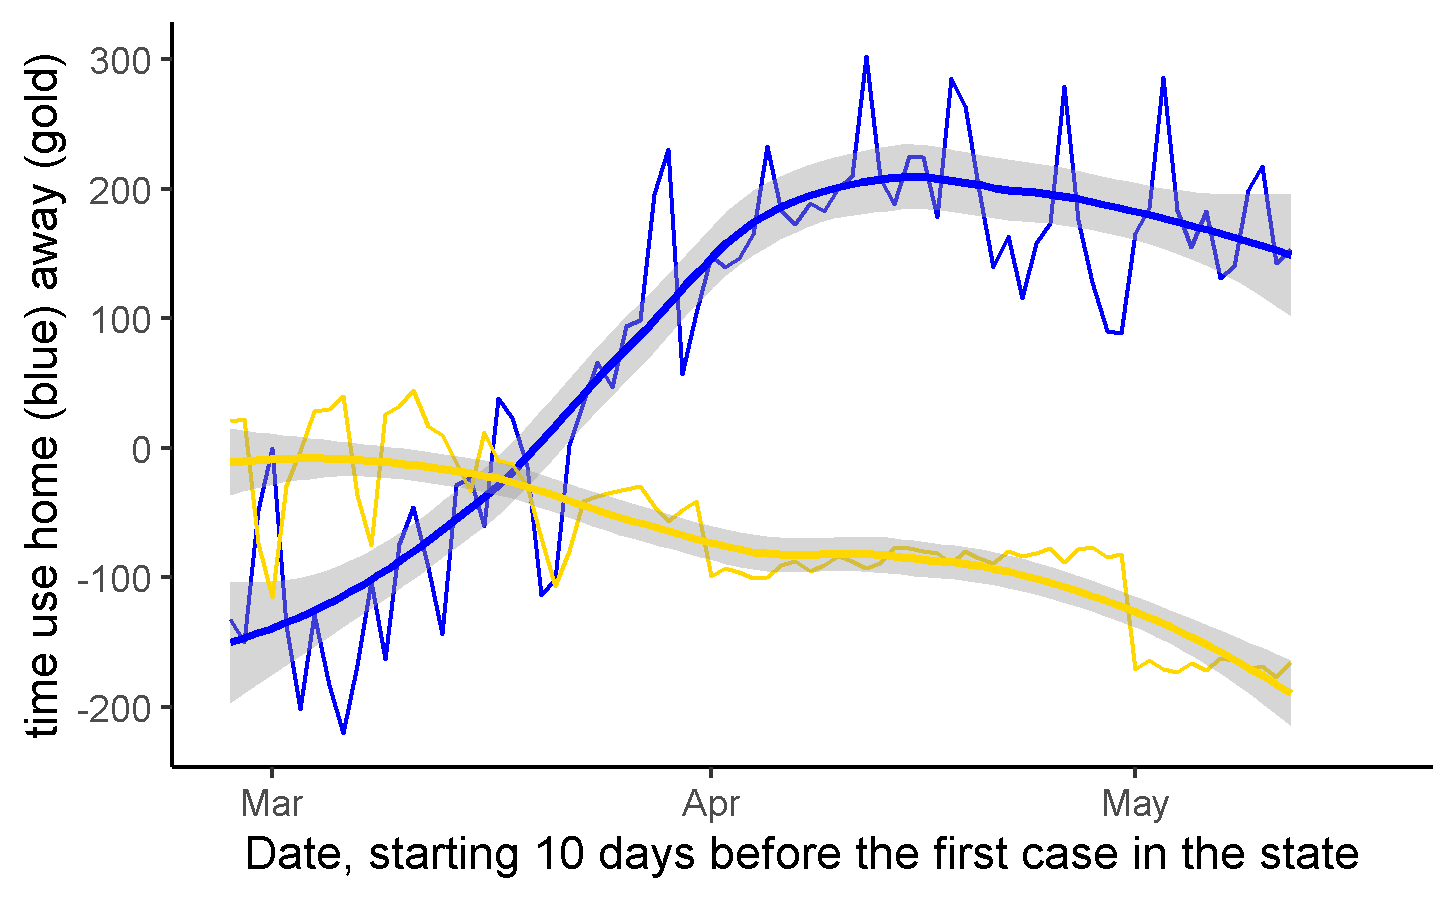 time use home (blue) away (gold)
300
200
100
0
-100
-200
Mar Apr May
Date, starting 10 days before the first case in the state